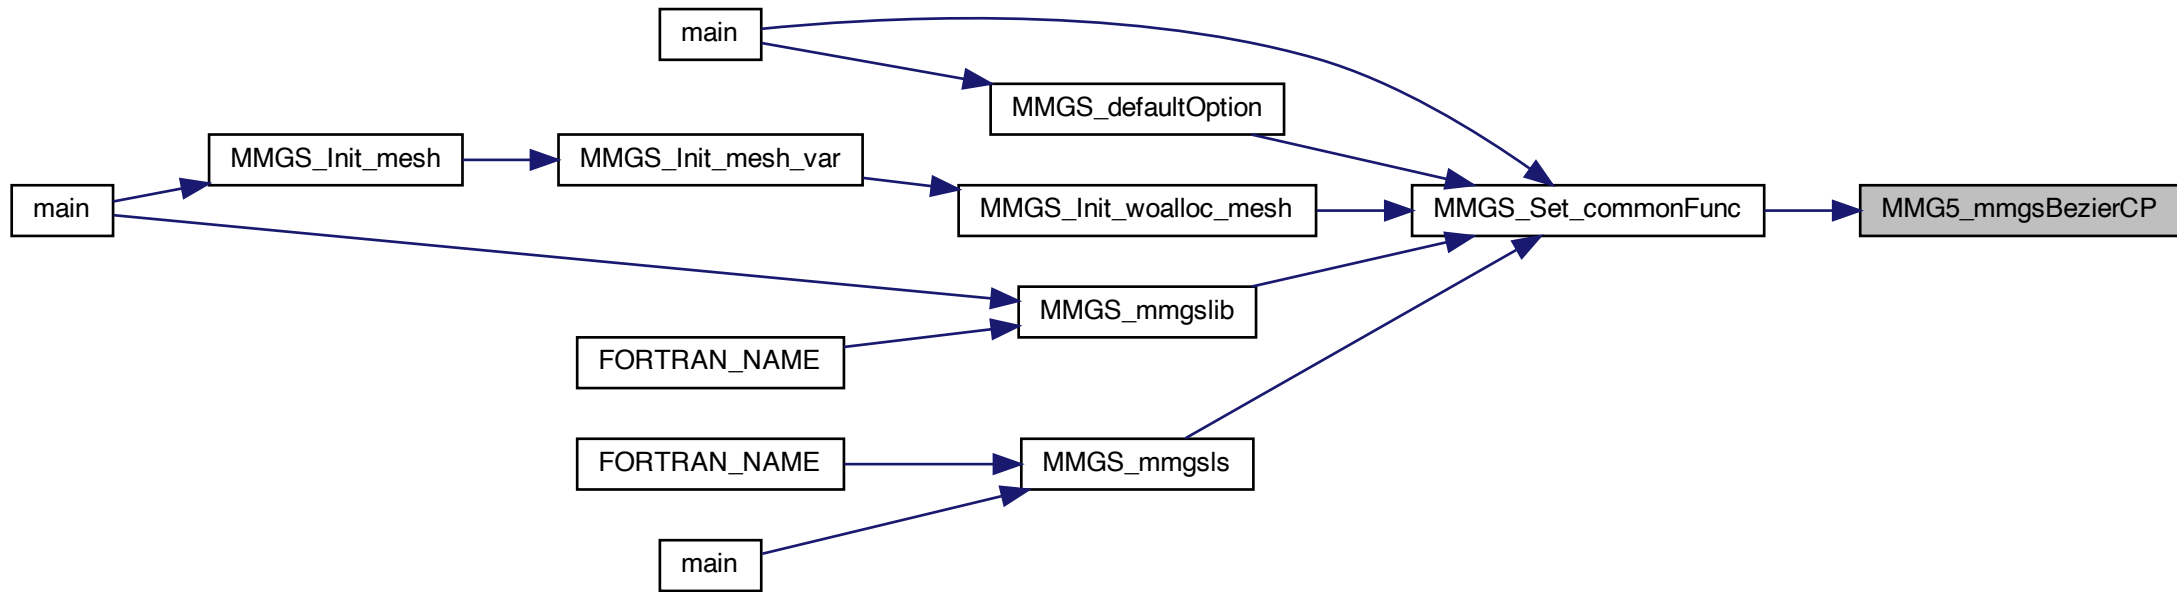 main
MMGS_defaultOption
MMGS_Init_mesh
MMGS_Init_mesh_var
main
MMGS_Init_woalloc_mesh
MMGS_Set_commonFunc
MMG5_mmgsBezierCP
MMGS_mmgslib
FORTRAN_NAME
FORTRAN_NAME
MMGS_mmgsls
main